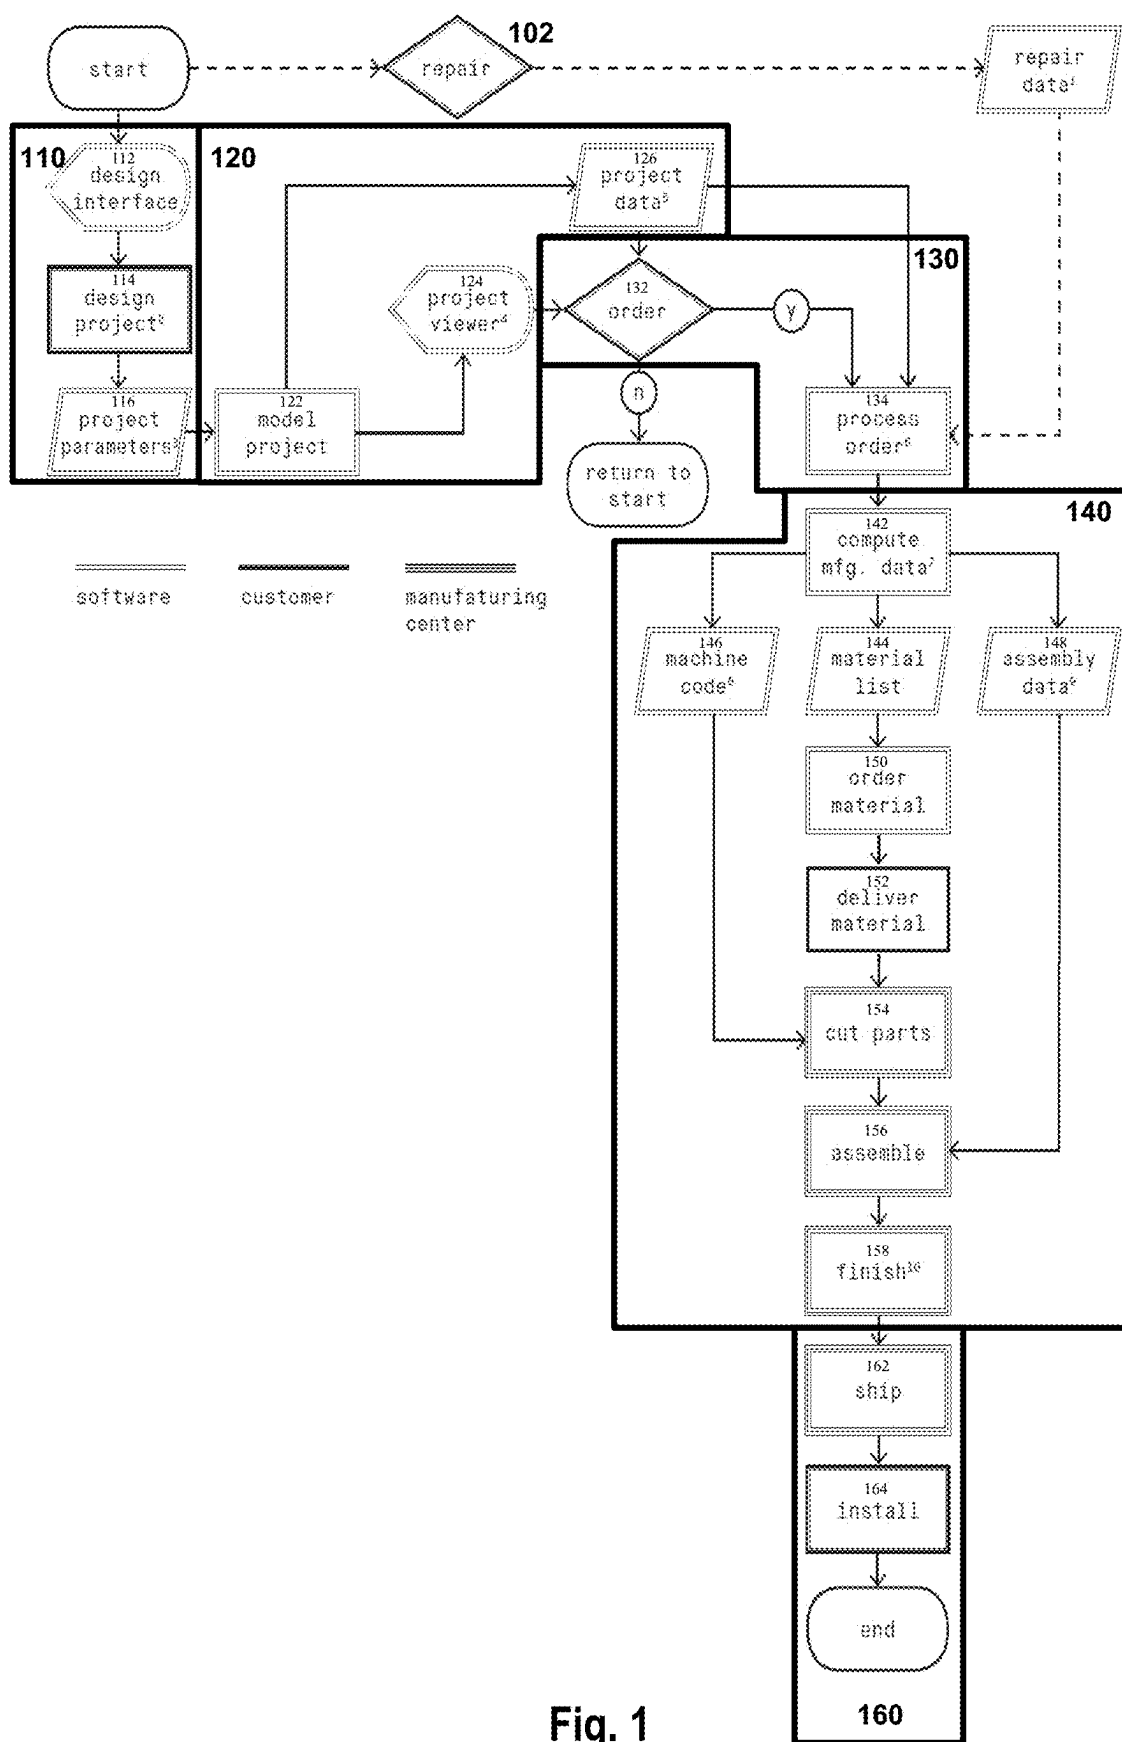 102
start
repair
repair
data¹
110
112
design
interface
120
126
project
data⁵
130
114
design
project²
124
project
viewer⁴
132
order
y
116
project
parameters³
122
model
project
n
134
process
order⁶
return to
start
140
142
compute
mfg. data⁷
software
customer
manufaturing
center
146
machine
code⁸
144
material
list
148
assembly
data⁹
150
order
material
152
deliver
material
154
cut parts
156
assemble
158
finish¹⁰
162
ship
164
install
end
160
Fig. 1